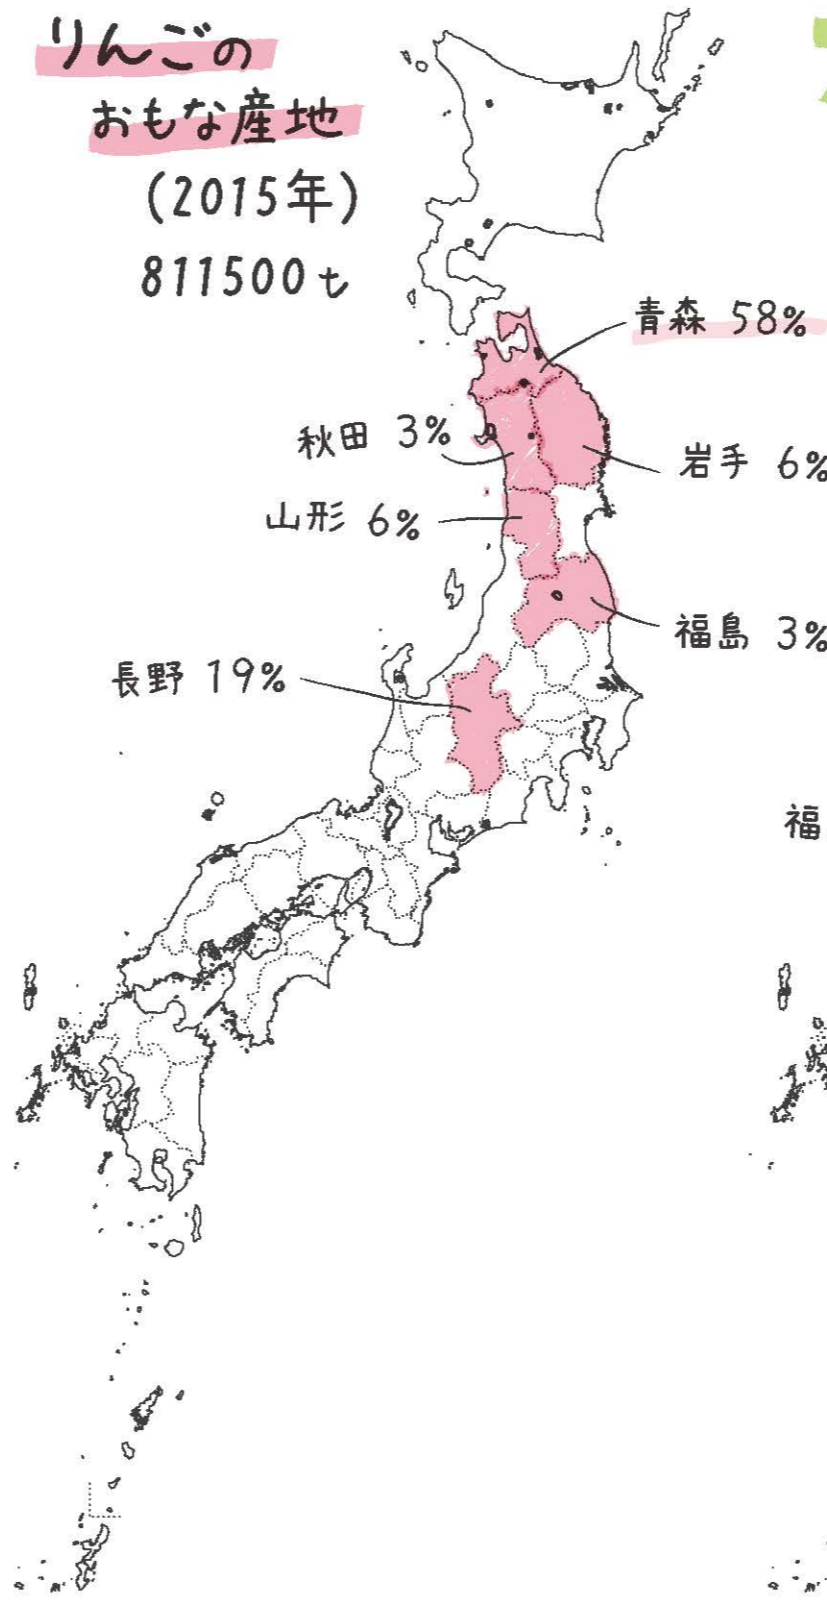 りんごの
おもな産地
(2015年)
811500t
青森 58%
秋田 3%
岩手 6%
山形 6%
福島 3%
長野 19%
福